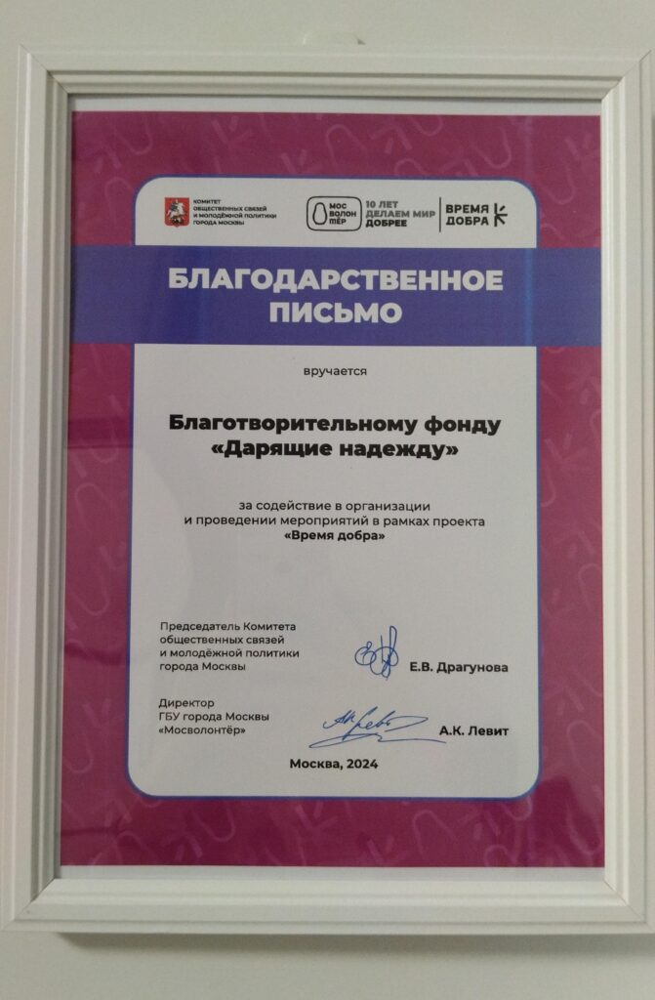 КОМИТЕТ
ОБЩЕСТВЕННЫХ СВЯЗЕЙ
И МОЛОДЁЖНОЙ ПОЛИТИКИ
ГОРОДА МОСКВЫ
МОС
ВОЛОН
ТЁР
10 ЛЕТ
ДЕЛАЕМ МИР
ДОБРЕЕ
ВРЕМЯ
ДОБРА
БЛАГОДАРСТВЕННОЕ
ПИСЬМО
вручается
Благотворительному фонду
«Дарящие надежду»
за содействие в организации
и проведении мероприятий в рамках проекта
«Время добра»
Председатель Комитета
общественных связей
и молодёжной политики
города Москвы
Е.В. Драгунова
Директор
ГБУ города Москвы
«Мосволонтёр»
А.К. Левит
Москва, 2024